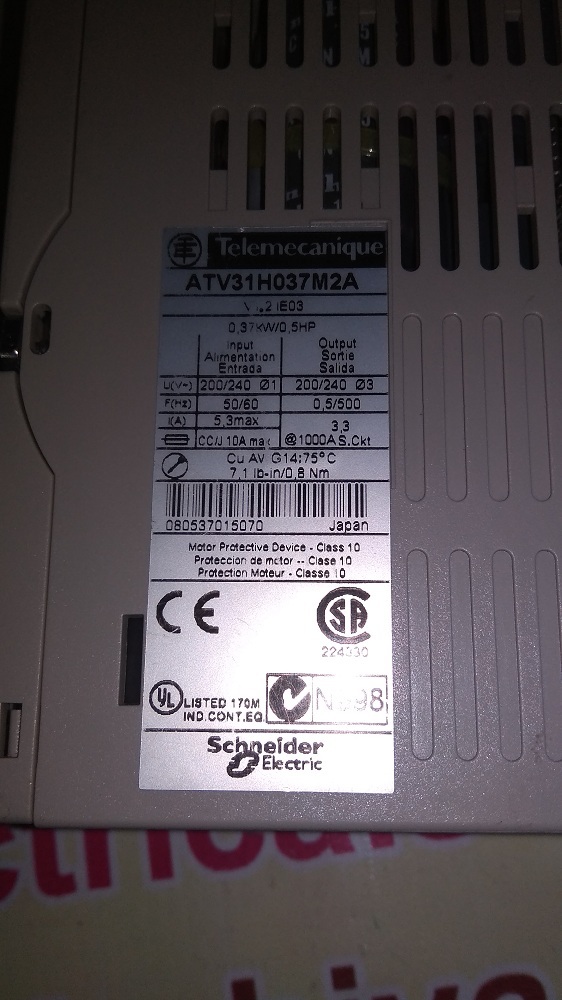 Telemecanique
ATV31H037M2A
IE03
0,37kW/0,5HP
Input Output
Alimentation Sortie
Entrada Salida
U(V~) 200/240 Ø1 200/240 Ø3
F(Hz) 50/60 0,5/500
I(A) 5,3max 3,3
CC/J 10A max @1000A S.Ckt
Cu AV G14:75°C
7,1 lb-in/0,8 Nm
080537015070 Japan
Motor Protective Device - Class 10
Proteccion de motor -- Clase 10
Protection Moteur - Classe 10
CE
SA
224330
UL LISTED 170M
IND.CONT.EQ.
Schneider
Electric